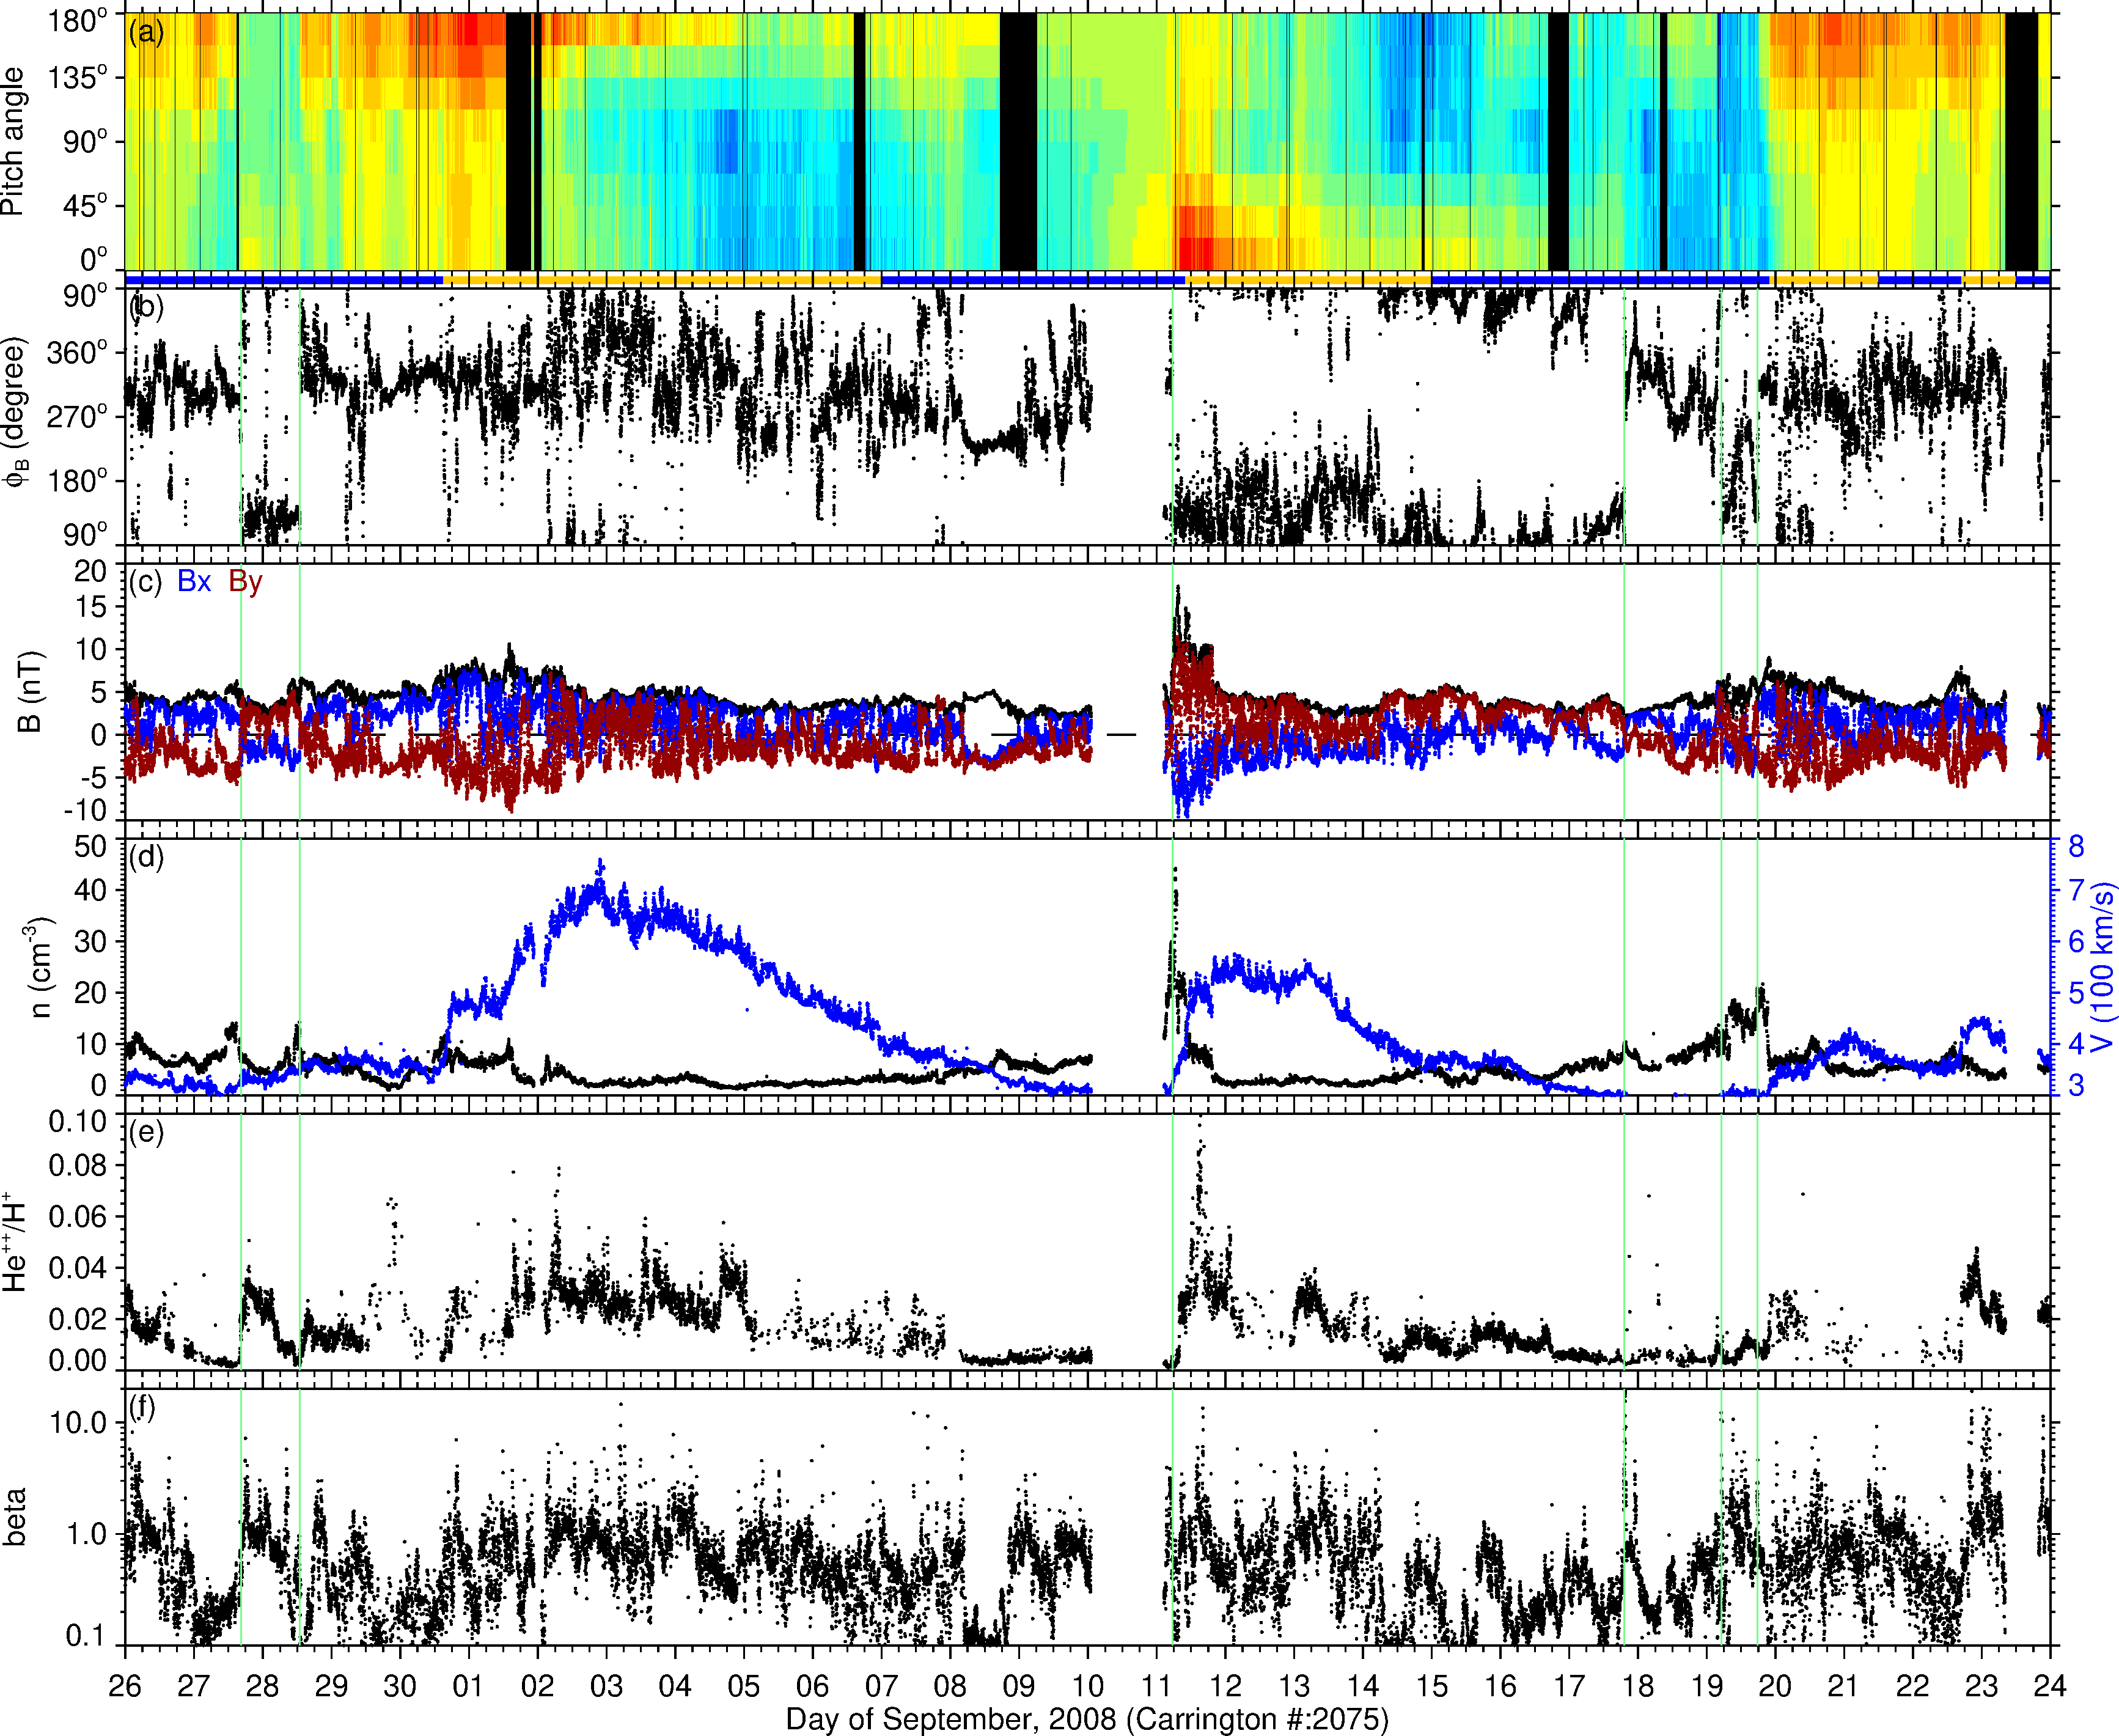 (a)
180°
135°
90°
45°
0°
Pitch angle
(b)
90°
360°
270°
180°
90°
ϕB (degree)
(c) Bx By
20
15
10
5
0
-5
-10
B (nT)
(d)
50
40
30
20
10
0
n (cm-3)
8
7
6
5
4
3
V (100 km/s)
(e)
0.10
0.08
0.06
0.04
0.02
0.00
He++/H+
(f)
10.0
1.0
0.1
beta
26 27 28 29 30 01 02 03 04 05 06 07 08 09 10 11 12 13 14 15 16 17 18 19 20 21 22 23 24
Day of September, 2008 (Carrington #:2075)